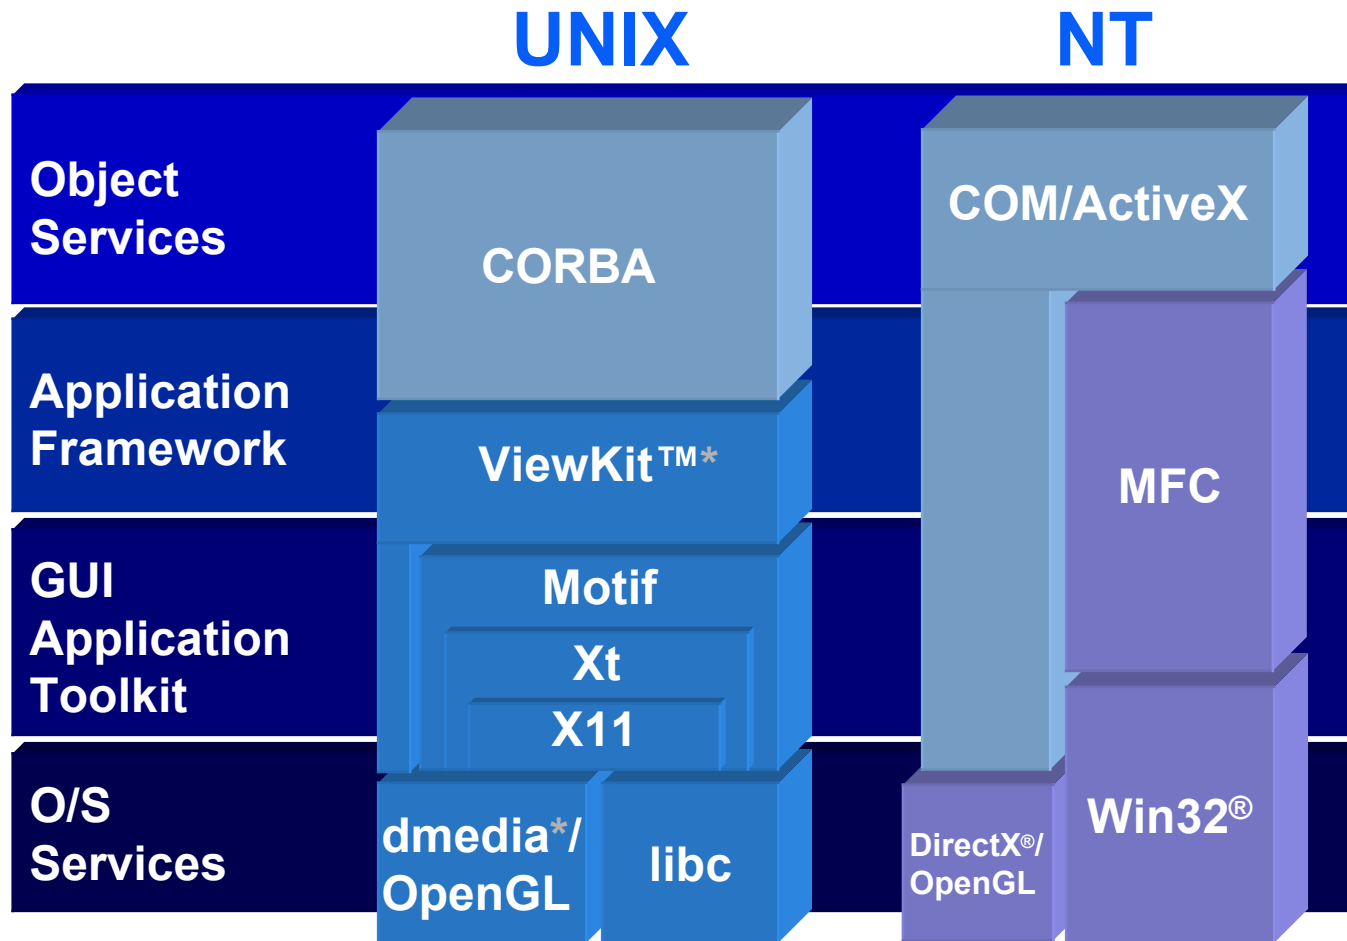 UNIX
NT
Object
Services
CORBA
COM/ActiveX
Application
Framework
ViewKit™*
MFC
GUI
Application
Toolkit
Motif
Xt
X11
O/S
Services
dmedia*/
OpenGL
libc
DirectX®/
OpenGL
Win32®